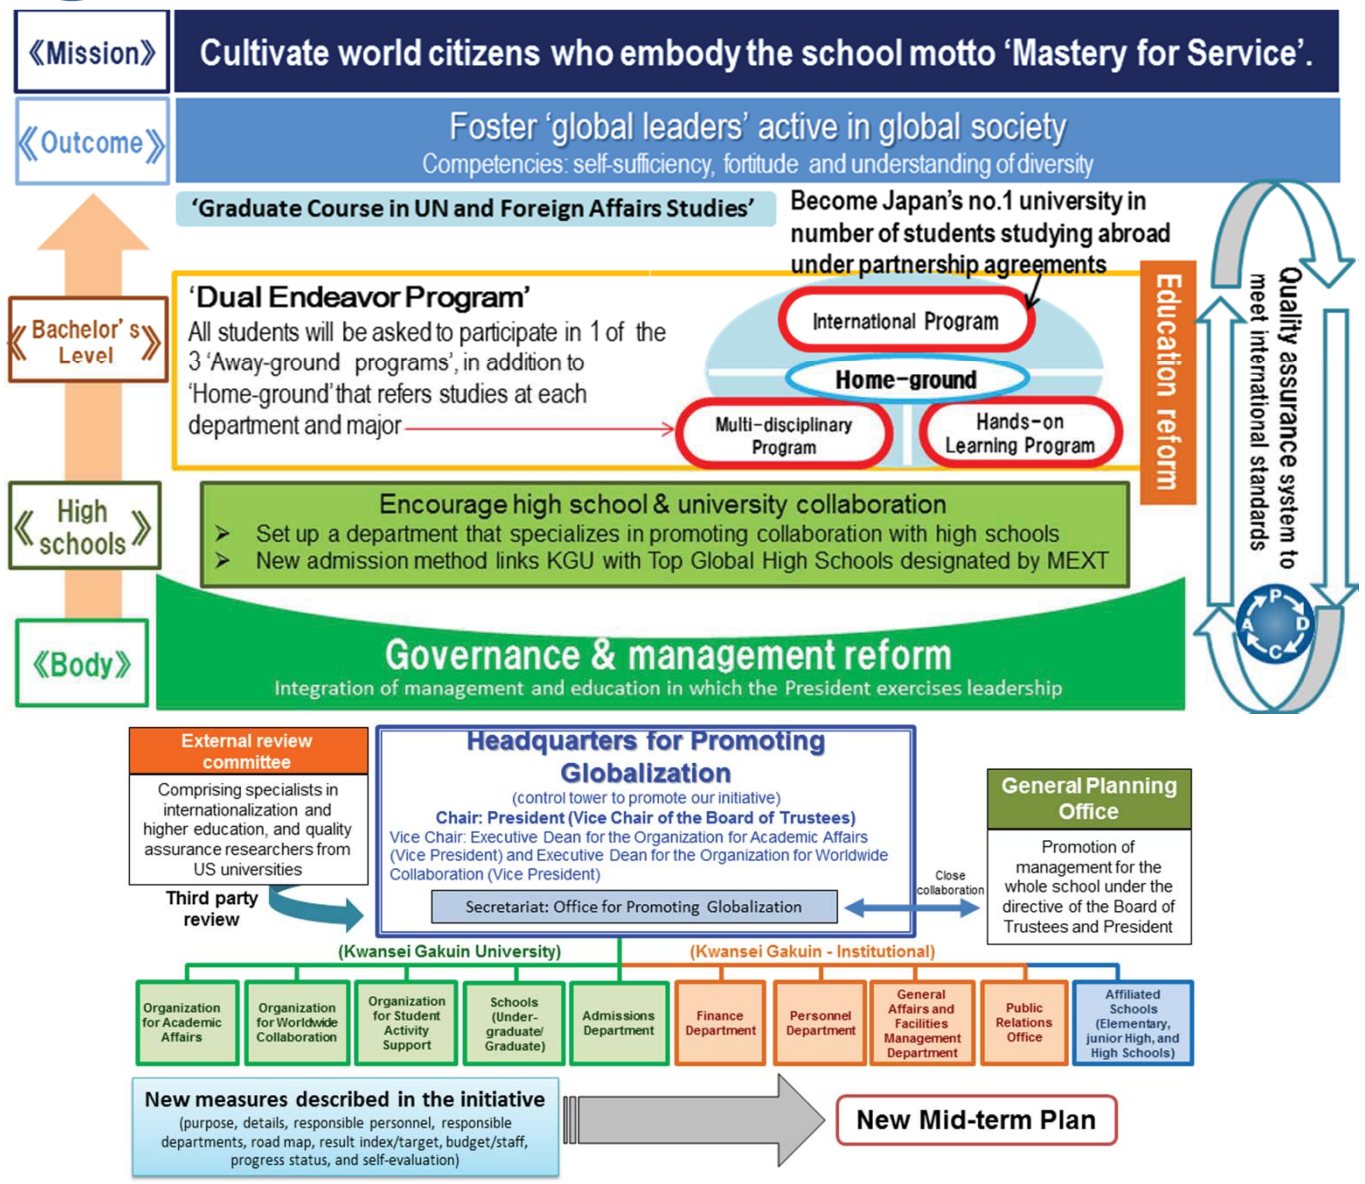 《Mission》
Cultivate world citizens who embody the school motto ‘Mastery for Service’.
《Outcome》
Foster ‘global leaders’ active in global society
Competencies: self-sufficiency, fortitude and understanding of diversity
‘Graduate Course in UN and Foreign Affairs Studies’
Become Japan’s no.1 university in
number of students studying abroad
under partnership agreements
《Bachelor’s
Level》
‘Dual Endeavor Program’
All students will be asked to participate in 1 of the
3 ‘Away-ground programs’, in addition to
‘Home-ground’ that refers studies at each
department and major
International Program
Home-ground
Multi-disciplinary
Program
Hands-on
Learning Program
Education reform
Quality assurance system to
meet international standards
P
D
C
A
《High
schools》
Encourage high school & university collaboration
➤ Set up a department that specializes in promoting collaboration with high schools
➤ New admission method links KGU with Top Global High Schools designated by MEXT
《Body》
Governance & management reform
Integration of management and education in which the President exercises leadership
External review
committee
Comprising specialists in
internationalization and
higher education, and quality
assurance researchers from
US universities
Third party
review
Headquarters for Promoting
Globalization
(control tower to promote our initiative)
Chair: President (Vice Chair of the Board of Trustees)
Vice Chair: Executive Dean for the Organization for Academic Affairs
(Vice President) and Executive Dean for the Organization for Worldwide
Collaboration (Vice President)
Secretariat: Office for Promoting Globalization
Close
collaboration
General Planning
Office
Promotion of
management for the
whole school under the
directive of the Board of
Trustees and President
(Kwansei Gakuin University)
(Kwansei Gakuin - Institutional)
Organization
for Academic
Affairs
Organization
for Worldwide
Collaboration
Organization
for Student
Activity
Support
Schools
(Under-
graduate/
Graduate)
Admissions
Department
Finance
Department
Personnel
Department
General
Affairs and
Facilities
Management
Department
Public
Relations
Office
Affiliated
Schools
(Elementary,
junior High, and
High Schools)
New measures described in the initiative
(purpose, details, responsible personnel, responsible
departments, road map, result index/target, budget/staff,
progress status, and self-evaluation)
New Mid-term Plan